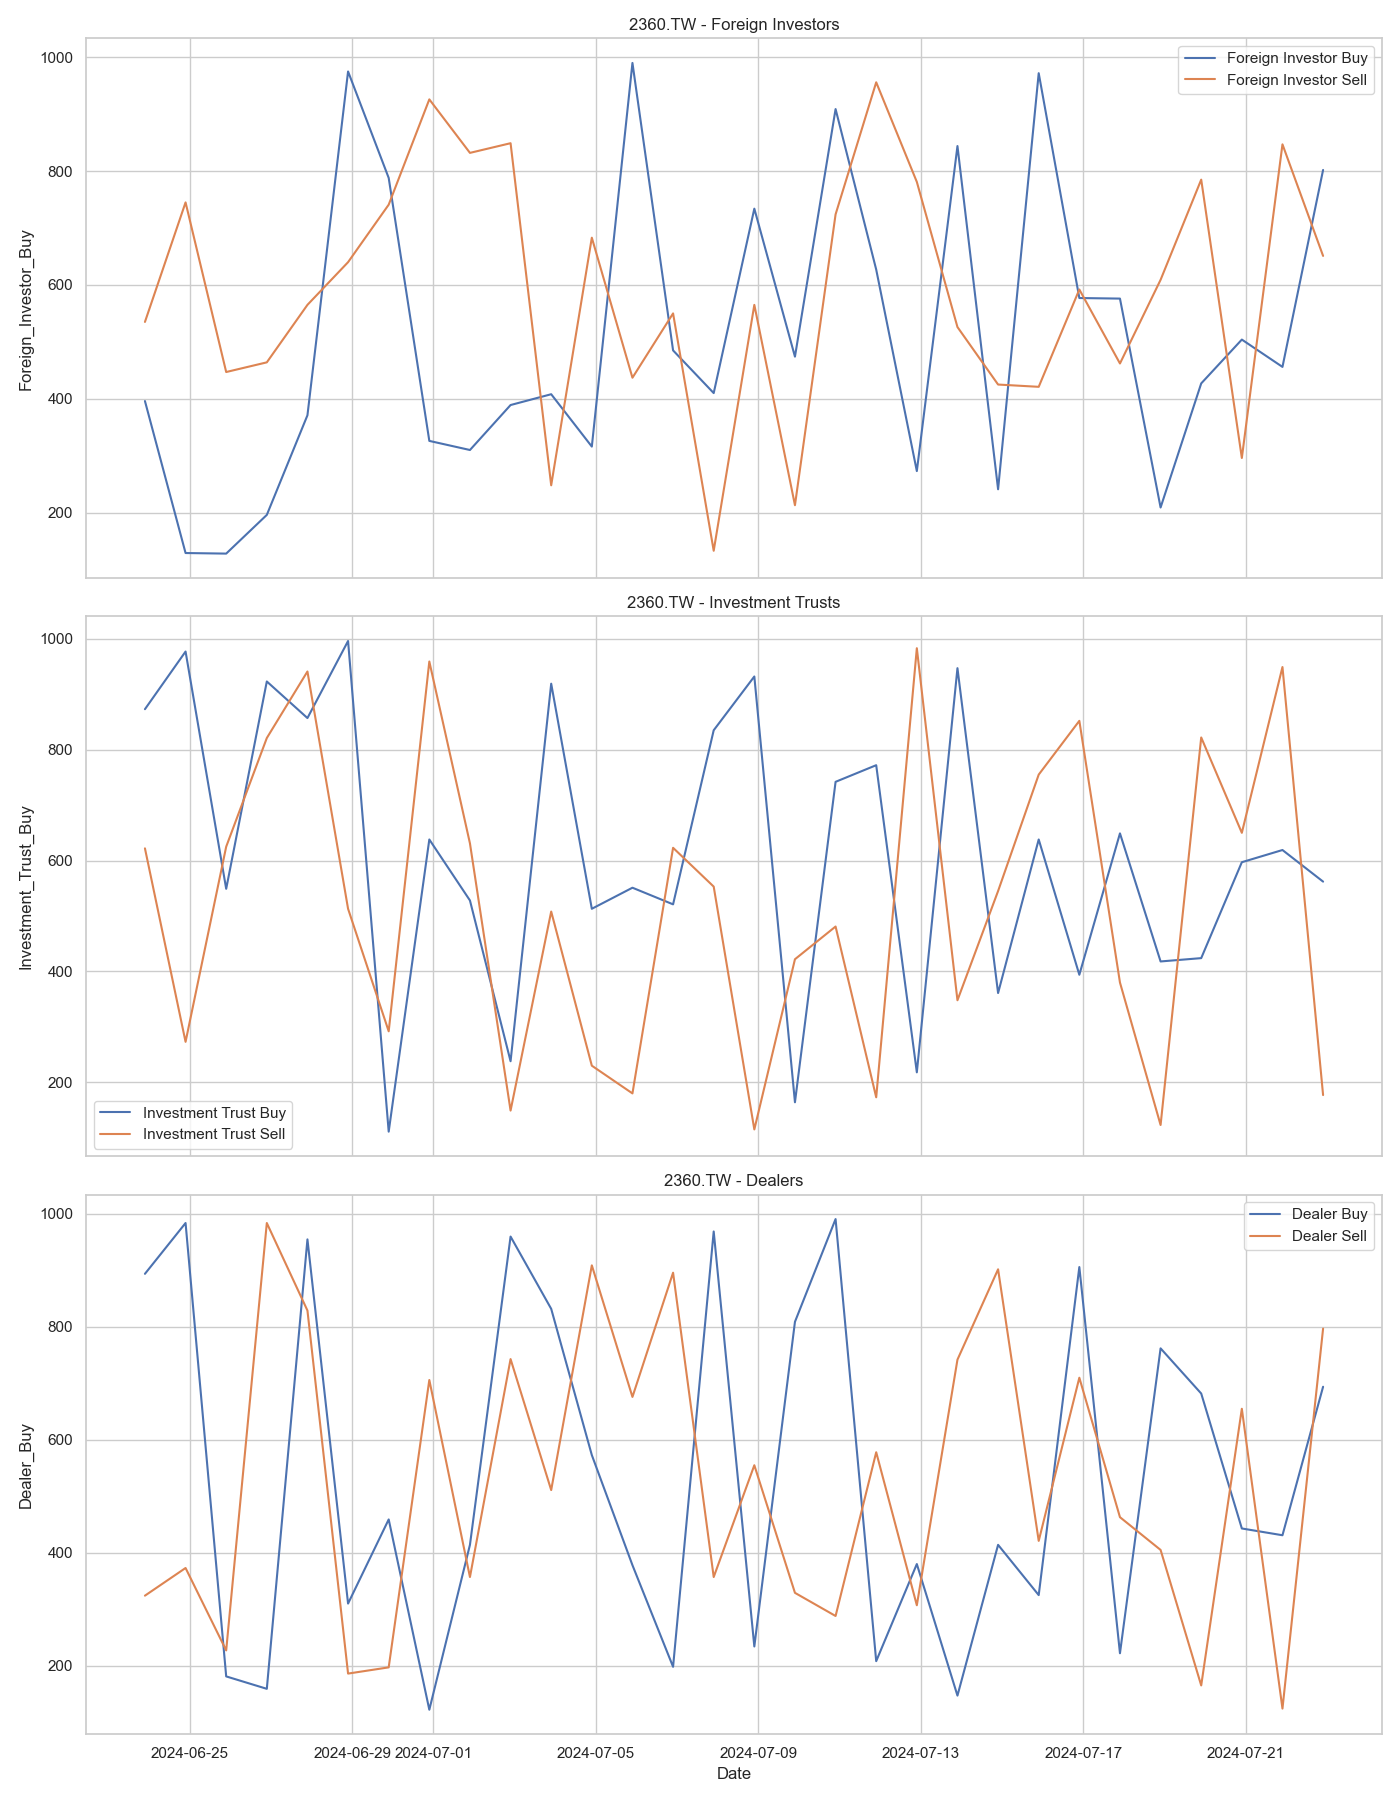 2360.TW - Foreign Investors
Foreign_Investor_Buy
1000
800
600
400
200
Foreign Investor Buy
Foreign Investor Sell
2360.TW - Investment Trusts
Investment_Trust_Buy
1000
800
600
400
200
Investment Trust Buy
Investment Trust Sell
2360.TW - Dealers
Dealer_Buy
1000
800
600
400
200
Dealer Buy
Dealer Sell
2024-06-25 2024-06-29 2024-07-01 2024-07-05 2024-07-09 2024-07-13 2024-07-17 2024-07-21
Date